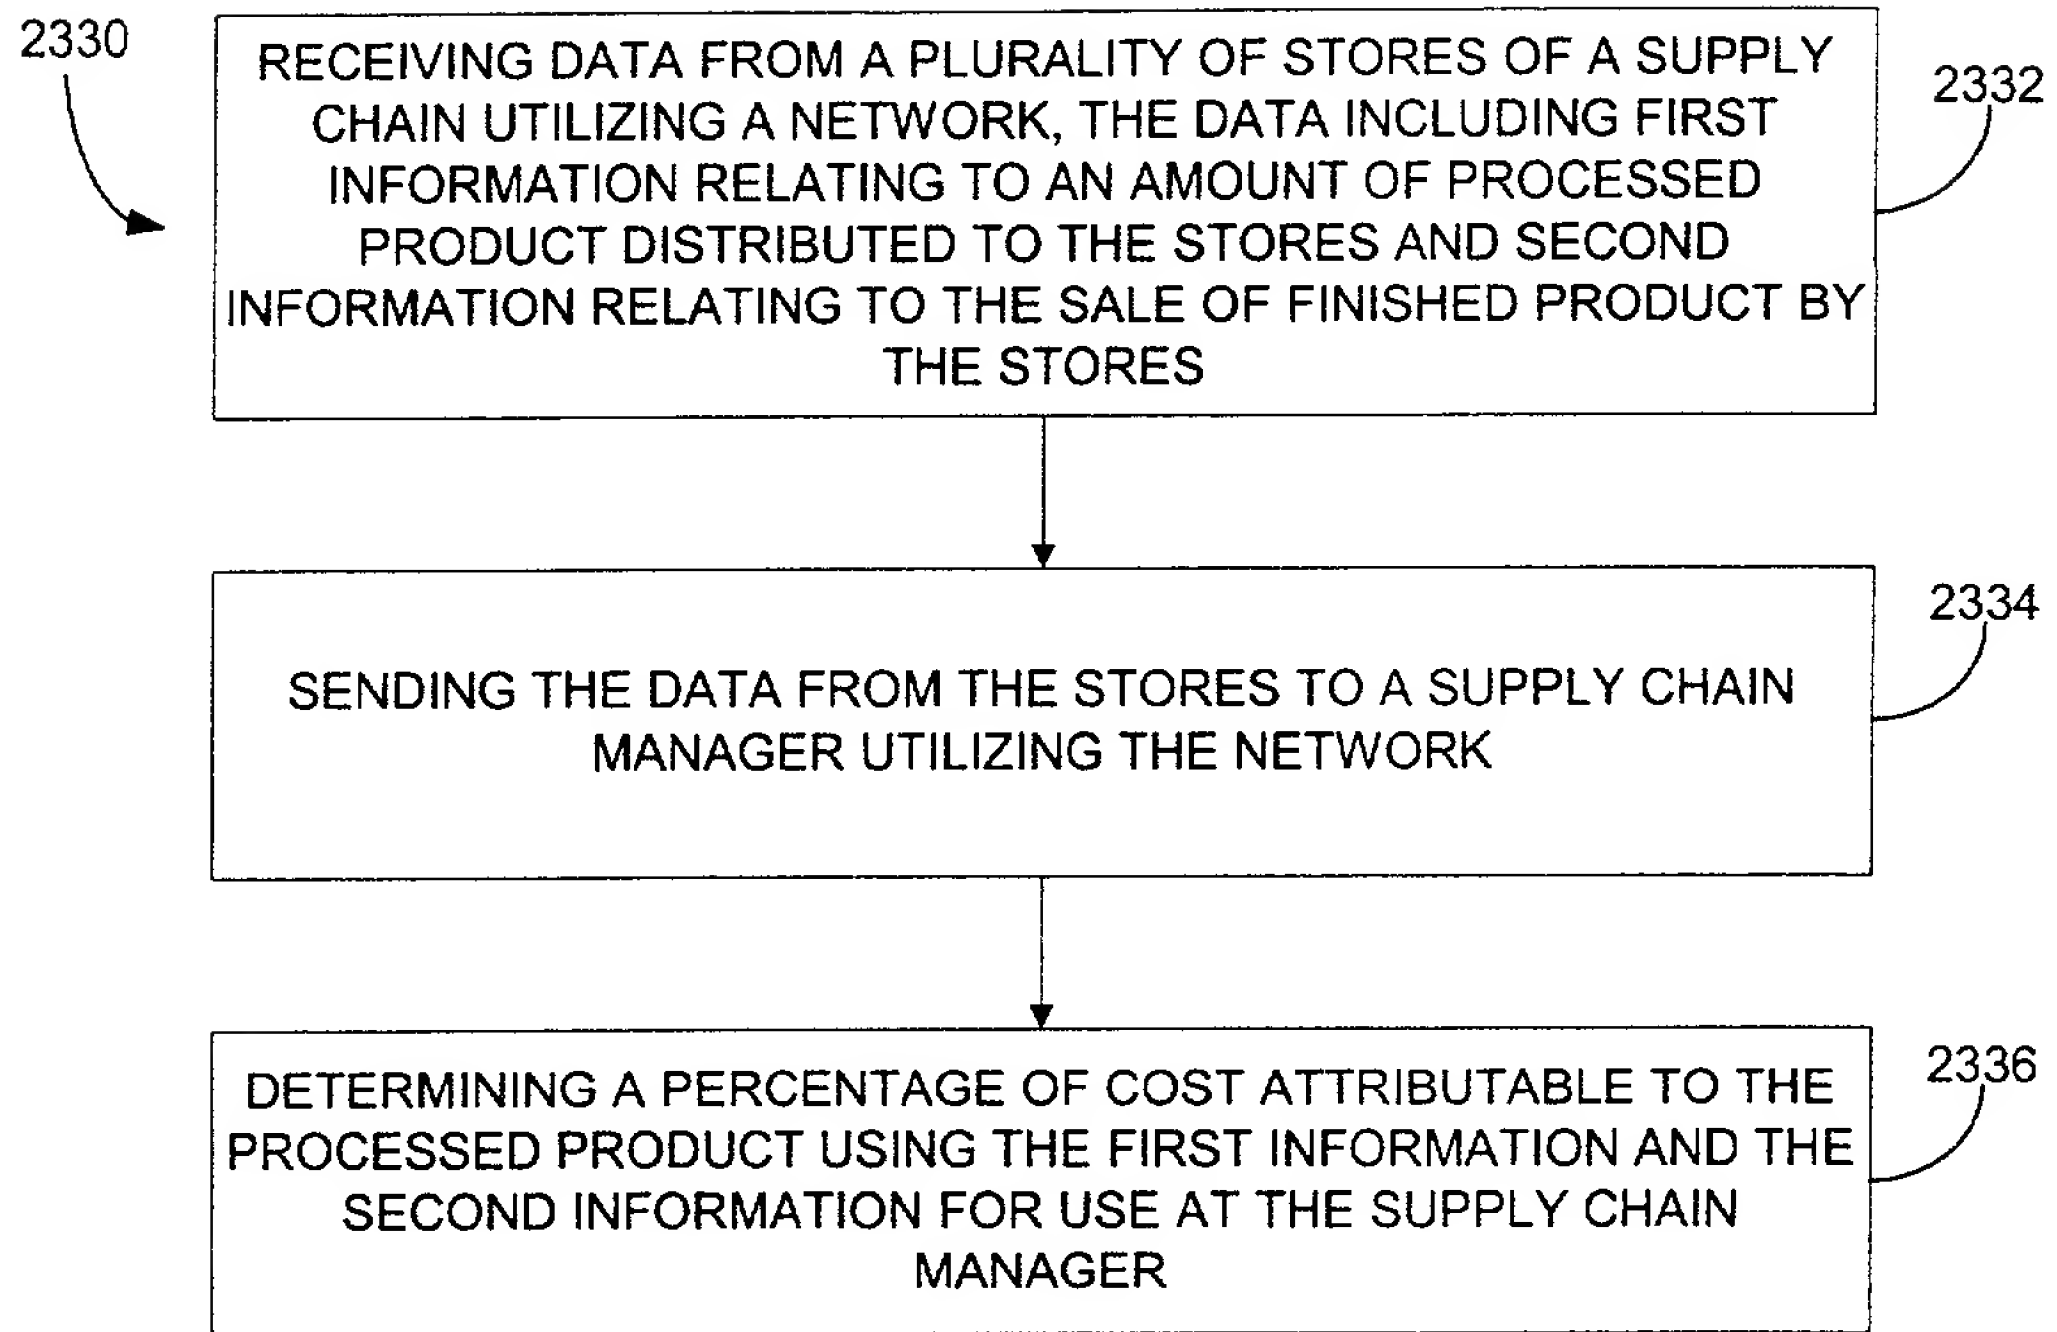 2330
RECEIVING DATA FROM A PLURALITY OF STORES OF A SUPPLY
CHAIN UTILIZING A NETWORK, THE DATA INCLUDING FIRST
INFORMATION RELATING TO AN AMOUNT OF PROCESSED
PRODUCT DISTRIBUTED TO THE STORES AND SECOND
INFORMATION RELATING TO THE SALE OF FINISHED PRODUCT BY
THE STORES
2332
SENDING THE DATA FROM THE STORES TO A SUPPLY CHAIN
MANAGER UTILIZING THE NETWORK
2334
DETERMINING A PERCENTAGE OF COST ATTRIBUTABLE TO THE
PROCESSED PRODUCT USING THE FIRST INFORMATION AND THE
SECOND INFORMATION FOR USE AT THE SUPPLY CHAIN
MANAGER
2336